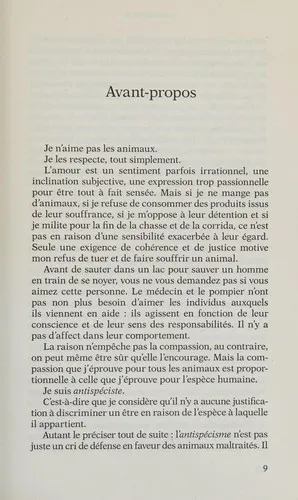 Avant-propos
Je n'aime pas les animaux.
Je les respecte, tout simplement.
L'amour est un sentiment parfois irrationnel, une
inclination subjective, une expression trop passionnelle
pour être tout à fait sensée. Mais si je ne mange pas
d'animaux, si je refuse de consommer des produits issus
de leur souffrance, si je m'oppose à leur détention et si
je milite pour la fin de la chasse et de la corrida, ce n'est
pas en raison d'une sensibilité exacerbée à leur égard.
Seule une exigence de cohérence et de justice motive
mon refus de tuer et de faire souffrir un animal.
Avant de sauter dans un lac pour sauver un homme
en train de se noyer, vous ne vous demandez pas si vous
aimez cette personne. Le médecin et le pompier n'ont
pas non plus besoin d'aimer les individus auxquels
ils viennent en aide : ils agissent en fonction de leur
conscience et de leur sens des responsabilités. Il n'y a
pas d'affect dans leur comportement.
La raison n'empêche pas la compassion, au contraire,
on peut même être sûr qu'elle l'encourage. Mais la com-
passion que j'éprouve pour tous les animaux est propor-
tionnelle à celle que j'éprouve pour l'espèce humaine.
Je suis antispéciste.
C'est-à-dire que je considère qu'il n'y a aucune justifica-
tion à discriminer un être en raison de l'espèce à laquelle
il appartient.
Autant le préciser tout de suite : l'antispécisme n'est pas
juste un cri de défense en faveur des animaux maltraités. Il
9